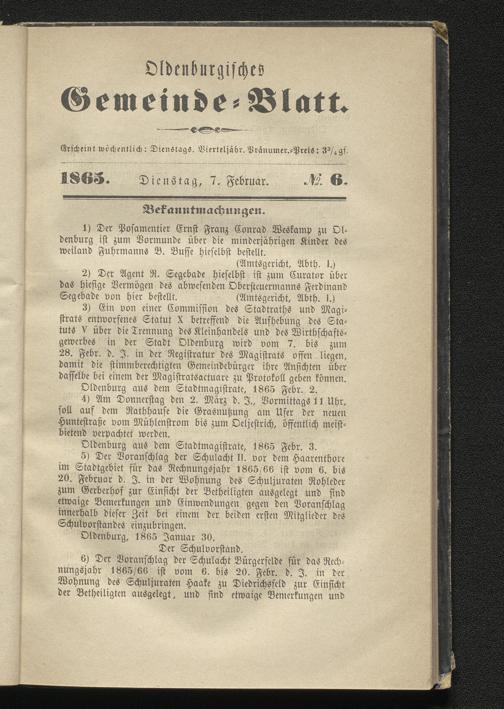 Oldenburgisches
Gemeinde-Blatt.
Erscheint wöchentlich: Dienstags. Vierteljähr. Pränumer.-Preis: 3¾ gf.
1865. Dienstag, 7. Februar. № 6.
Bekanntmachungen.
1) Der Posamentier Ernst Franz Conrad Weskamp zu Ol-
denburg ist zum Vormunde über die minderjährigen Kinder des
weiland Fuhrmanns B. Busse hieselbst bestellt.
(Amtsgericht, Abth. I.)
2) Der Agent R. Segebade hieselbst ist zum Curator über
das hiesige Vermögen des abwesenden Obersteuermanns Ferdinand
Segebade von hier bestellt. (Amtsgericht, Abth. I.)
3) Ein von einer Commission des Stadtraths und Magi-
strats entworfenes Statut X betreffend die Aufhebung des Sta-
tuts V über die Trennung des Kleinhandels und des Wirthschafts-
gewerbes in der Stadt Oldenburg wird vom 7. bis zum
28. Febr. d. J. in der Registratur des Magistrats offen liegen,
damit die stimmberechtigten Gemeindebürger ihre Ansichten über
dasselbe bei einem der Magistratsactuare zu Protokoll geben können.
Oldenburg aus dem Stadtmagistrate, 1865 Febr. 2.
4) Am Donnerstag den 2. März d. J., Vormittags 11 Uhr,
soll auf dem Rathhause die Grasnutzung am Ufer der neuen
Huntestraße vom Mühlenstrom bis zum Oeljestrich, öffentlich meist-
bietend verpachtet werden.
Oldenburg aus dem Stadtmagistrate, 1865 Febr. 3.
5) Der Voranschlag der Schulacht II. vor dem Haarenthore
im Stadtgebiet für das Rechnungsjahr 1865/66 ist vom 6. bis
20. Februar d. J. in der Wohnung des Schuljuraten Rohleder
zum Gerberhof zur Einsicht der Betheiligten ausgelegt und sind
etwaige Bemerkungen und Einwendungen gegen den Voranschlag
innerhalb dieser Zeit bei einem der beiden ersten Mitglieder des
Schulvorstandes einzubringen.
Oldenburg, 1865 Januar 30.
Der Schulvorstand.
6) Der Voranschlag der Schulacht Bürgerfelde für das Rech-
nungsjahr 1865/66 ist vom 6. bis 20. Febr. d. J. in der
Wohnung des Schuljuraten Haake zu Diedrichsfeld zur Einsicht
der Betheiligten ausgelegt, und sind etwaige Bemerkungen und